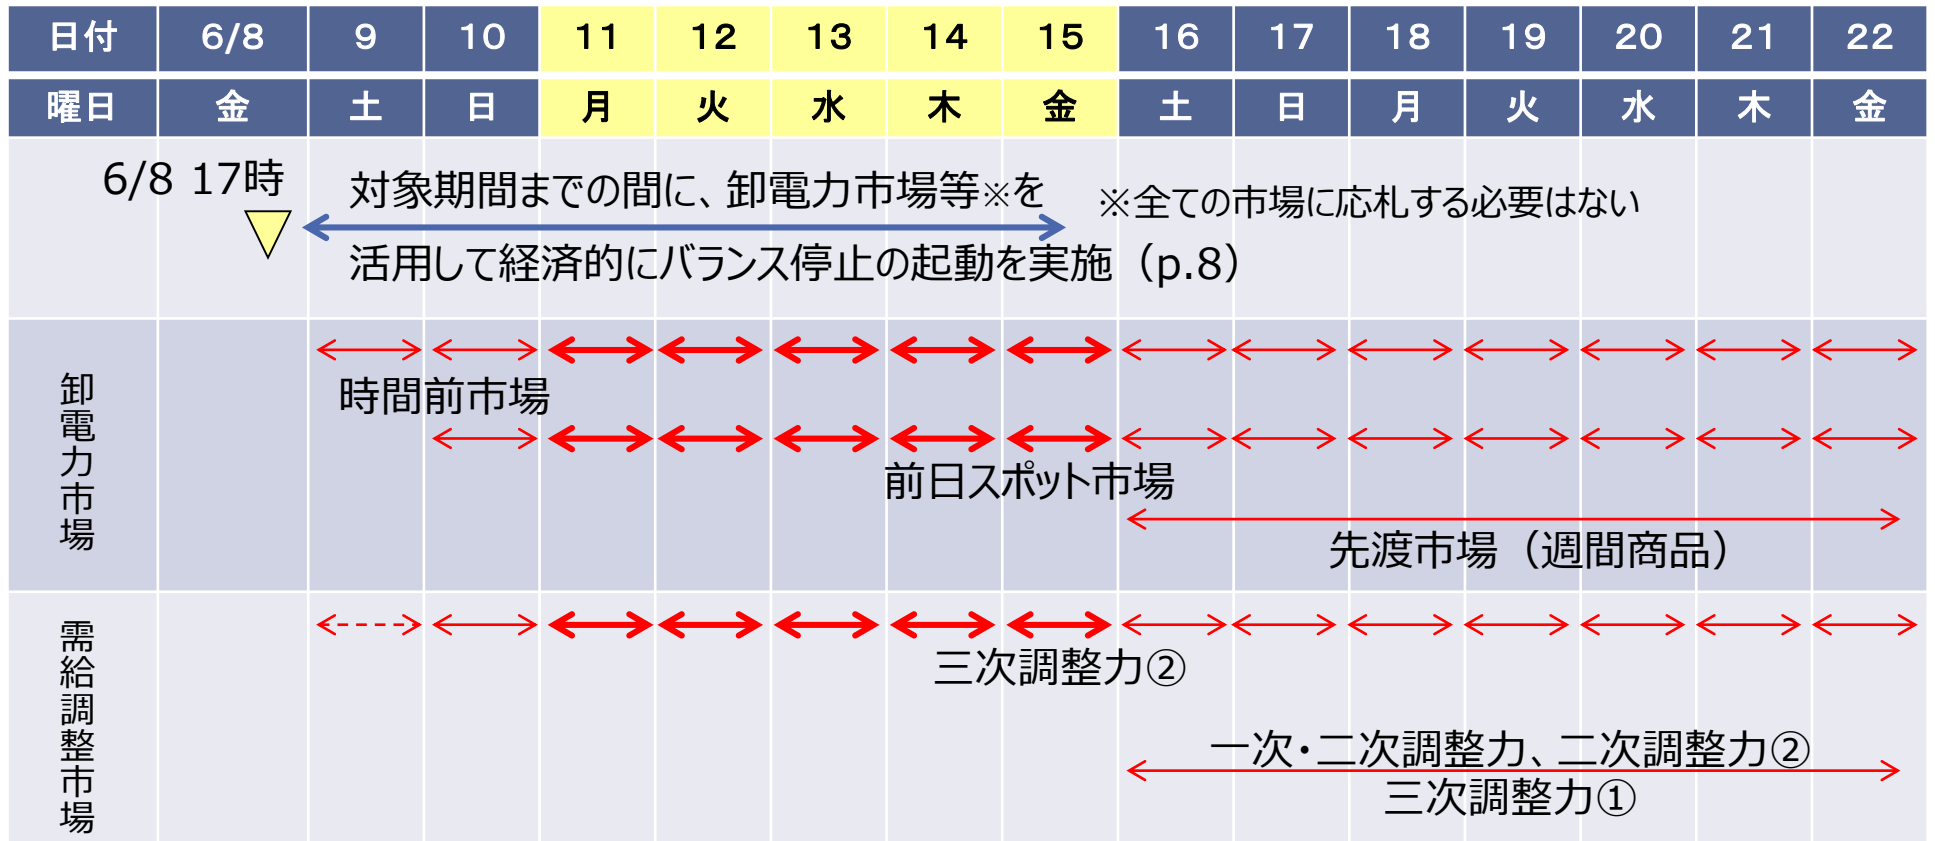 日付 6/8 9 10 11 12 13 14 15 16 17 18 19 20 21 22
曜日 金 土 日 月 火 水 木 金 土 日 月 火 水 木 金
6/8 17時
対象期間までの間に、卸電力市場等※を
※全ての市場に応札する必要はない
活用して経済的にバランス停止の起動を実施（p.8）
卸電力市場
時間前市場
前日スポット市場
先渡市場（週間商品）
需給調整市場
三次調整力②
一次・二次調整力、二次調整力②
三次調整力①